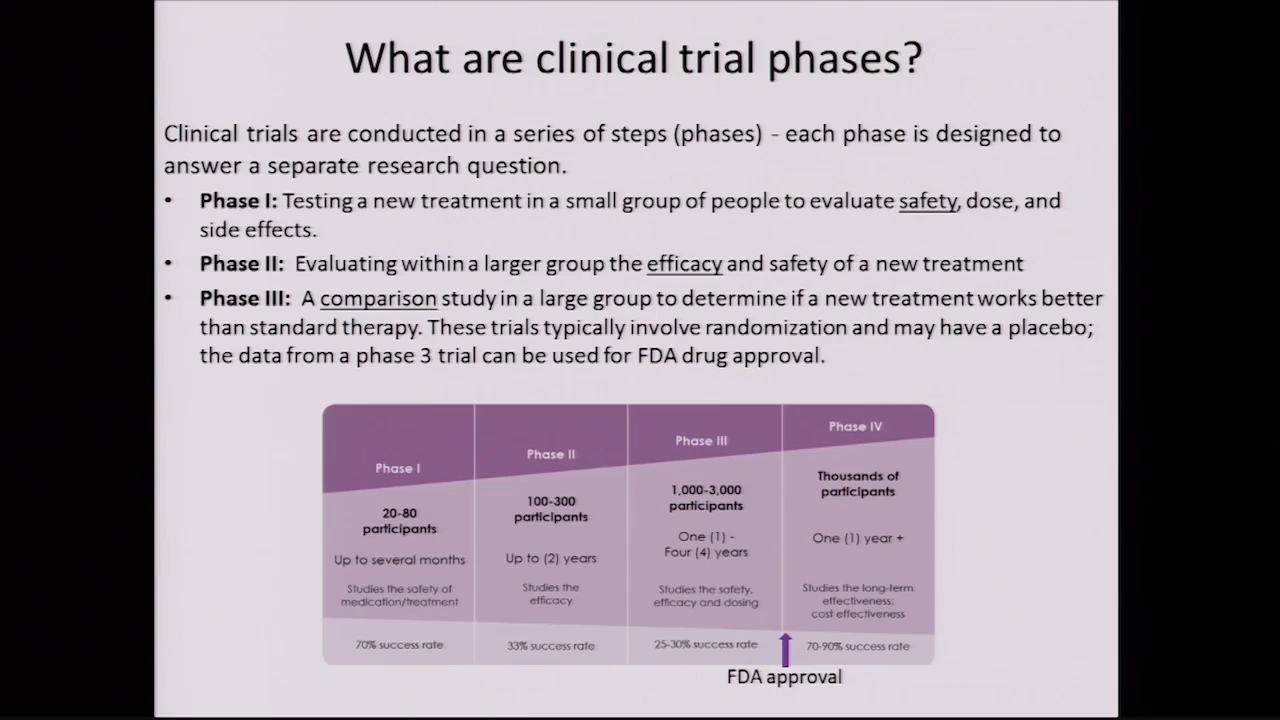 What are clinical trial phases?
Clinical trials are conducted in a series of steps (phases) - each phase is designed to
answer a separate research question.
• Phase I: Testing a new treatment in a small group of people to evaluate safety, dose, and
side effects.
• Phase II: Evaluating within a larger group the efficacy and safety of a new treatment
• Phase III: A comparison study in a large group to determine if a new treatment works better
than standard therapy. These trials typically involve randomization and may have a placebo;
the data from a phase 3 trial can be used for FDA drug approval.
Phase I
20-80
participants
Up to several months
Studies the safety of
medication/treatment
70% success rate
Phase II
100-300
participants
Up to (2) years
Studies the
efficacy
33% success rate
Phase III
1,000-3,000
participants
One (1) -
Four (4) years
Studies the safety,
efficacy and dosing
25-30% success rate
Phase IV
Thousands of
participants
One (1) year +
Studies the long-term
effectiveness;
cost effectiveness
70-90% success rate
FDA approval